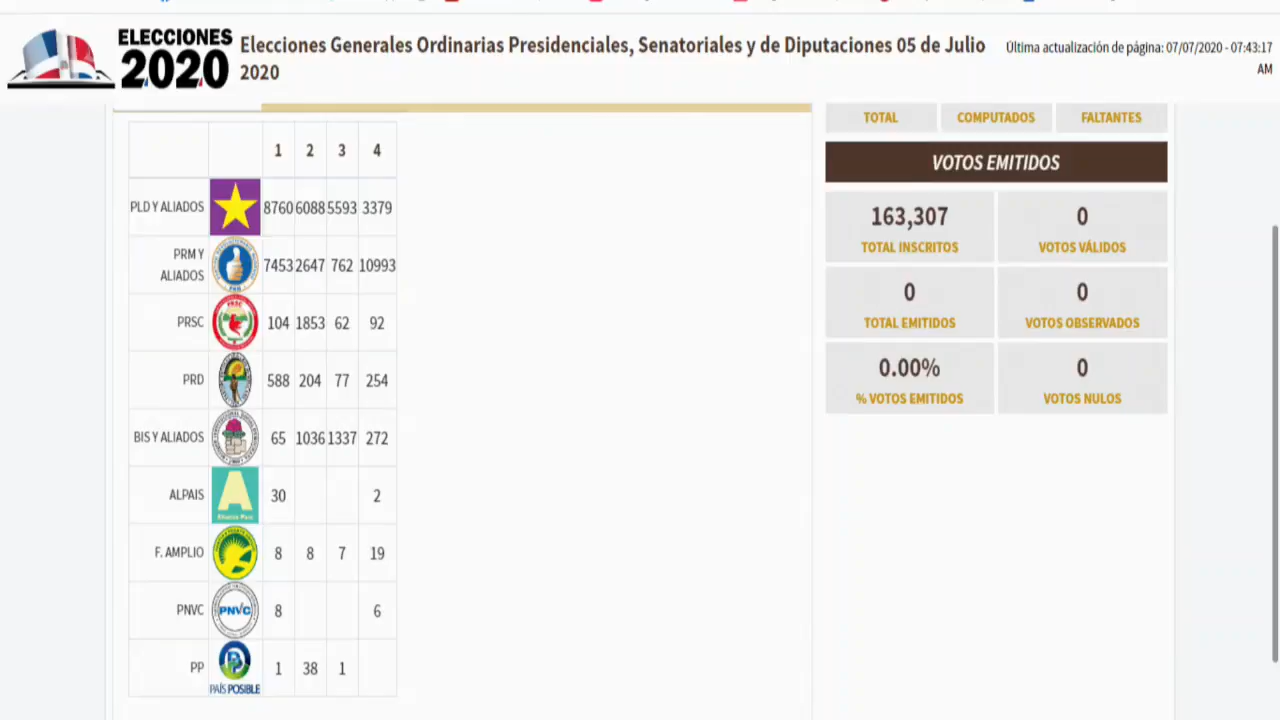 ELECCIONES
2020
Elecciones Generales Ordinarias Presidenciales, Senatoriales y de Diputaciones 05 de Julio
2020
Última actualización de página: 07/07/2020 - 07:43:17
AM
1 2 3 4
PLD Y ALIADOS 8760 6088 5593 3379
PRM Y
ALIADOS 7453 2647 762 10993
PRSC 104 1853 62 92
PRD 588 204 77 254
BIS Y ALIADOS 65 1036 1337 272
ALPAIS 30 2
F. AMPLIO 8 8 7 19
PNVC PNVC 8 6
PP 1 38 1
PAÍS POSIBLE
TOTAL COMPUTADOS FALTANTES
VOTOS EMITIDOS
163,307 0
TOTAL INSCRITOS VOTOS VÁLIDOS
0 0
TOTAL EMITIDOS VOTOS OBSERVADOS
0.00% 0
% VOTOS EMITIDOS VOTOS NULOS